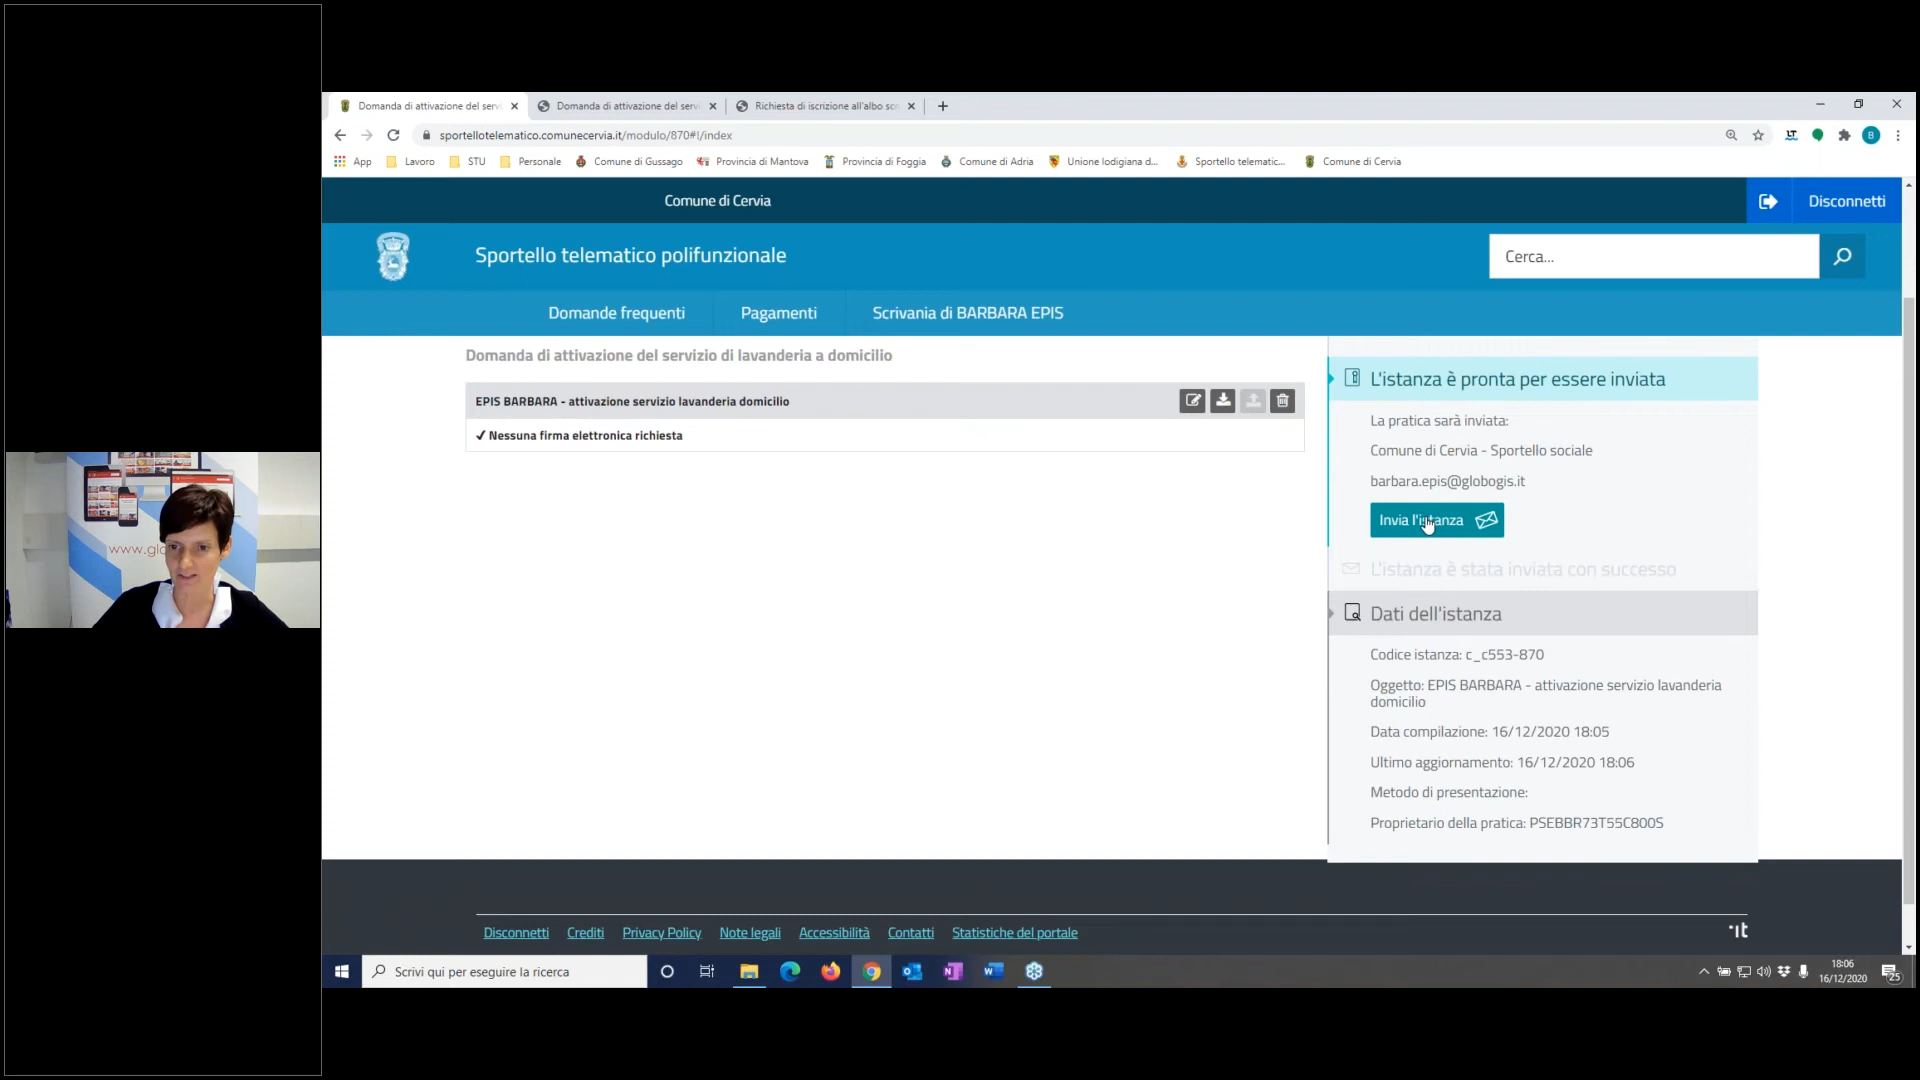 Domanda di attivazione del serv
Domanda di attivazione del serv
Richiesta di iscrizione all'albo sc
sportellotelematico.comunecervia.it/modulo/870#!/index
App
Lavoro
STU
Personale
Comune di Gussago
Provincia di Mantova
Provincia di Foggia
Comune di Adria
Unione lodigiana d...
Sportello telematic...
Comune di Cervia
Comune di Cervia
Disconnetti
Sportello telematico polifunzionale
Cerca...
Domande frequenti
Pagamenti
Scrivania di BARBARA EPIS
Domanda di attivazione del servizio di lavanderia a domicilio
EPIS BARBARA - attivazione servizio lavanderia domicilio
✓ Nessuna firma elettronica richiesta
L'istanza è pronta per essere inviata
La pratica sarà inviata:
Comune di Cervia - Sportello sociale
barbara.epis@globogis.it
Invia l'istanza
L'istanza è stata inviata con successo
Dati dell'istanza
Codice istanza: c_c553-870
Oggetto: EPIS BARBARA - attivazione servizio lavanderia
domicilio
Data compilazione: 16/12/2020 18:05
Ultimo aggiornamento: 16/12/2020 18:06
Metodo di presentazione:
Proprietario della pratica: PSEBBR73T55C800S
www.glo
Disconnetti
Crediti
Privacy Policy
Note legali
Accessibilità
Contatti
Statistiche del portale
·it
Scrivi qui per eseguire la ricerca
18:06
16/12/2020
25